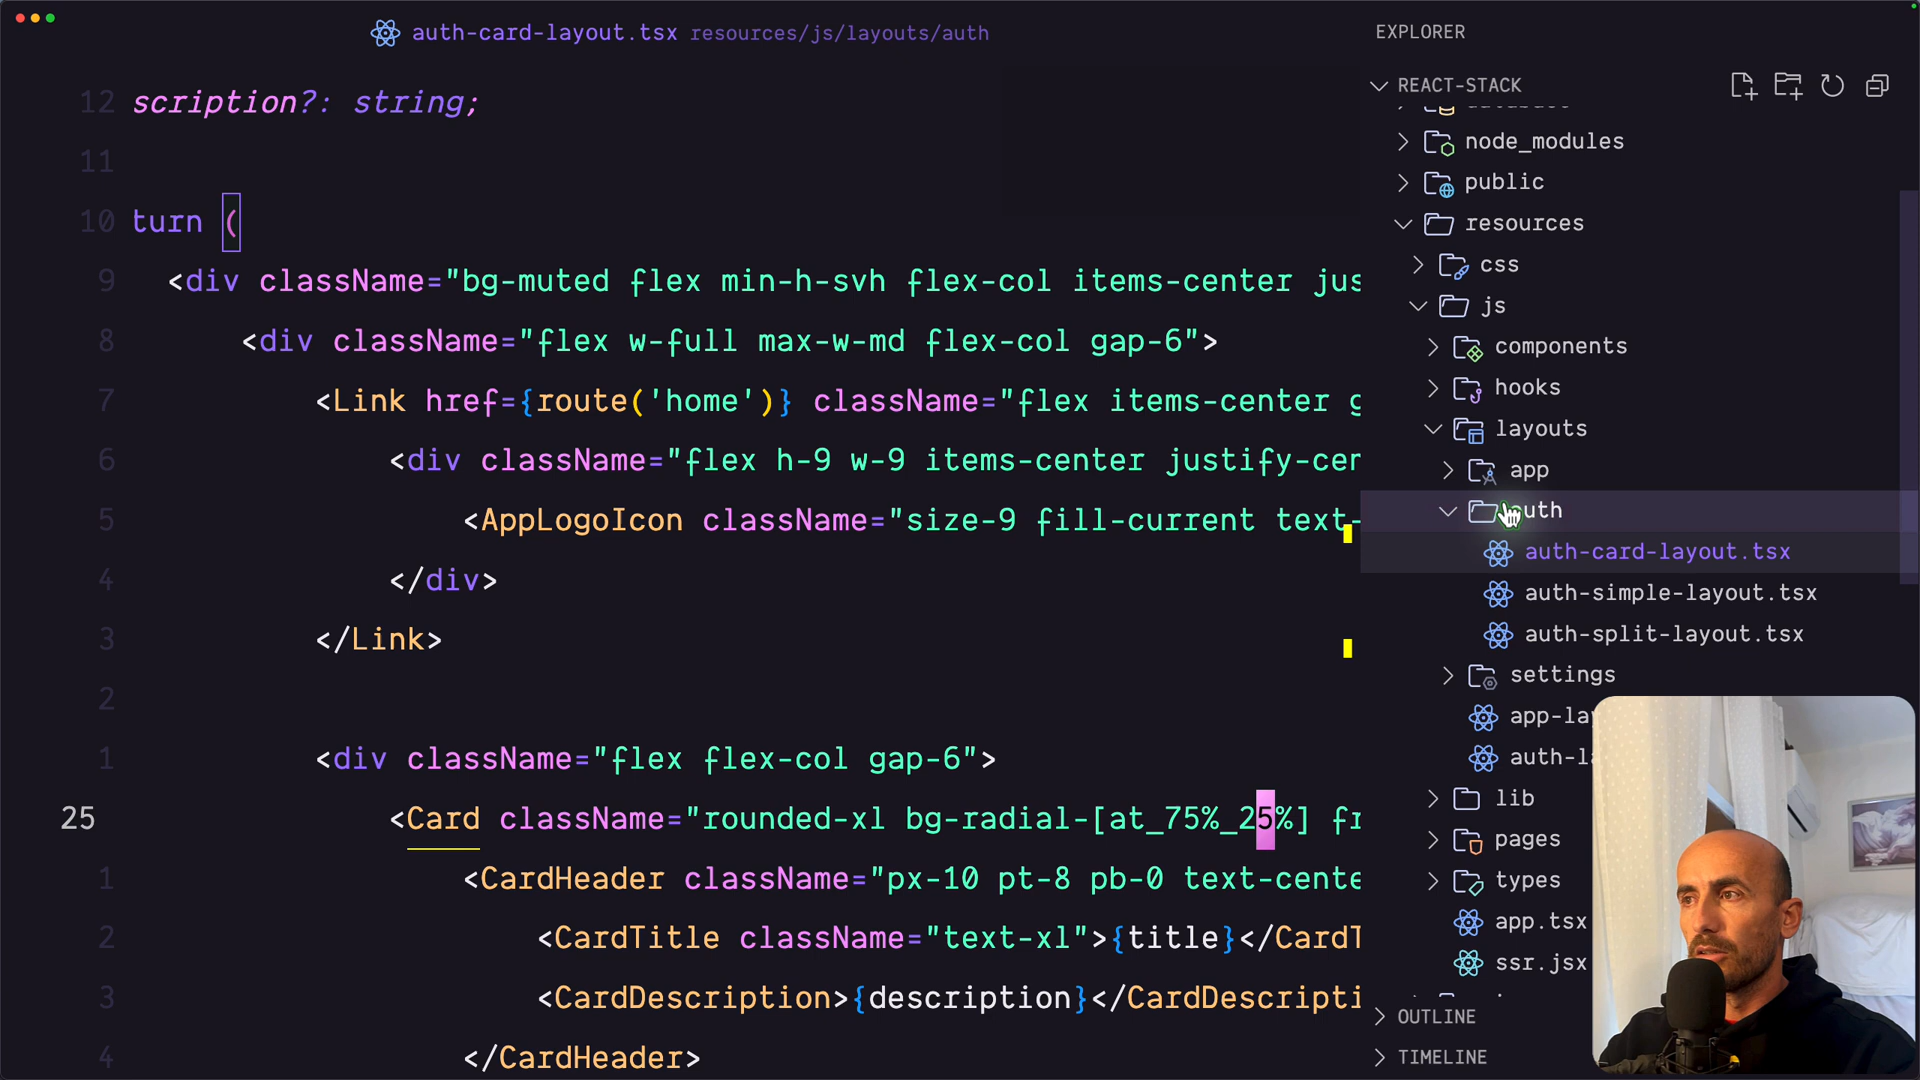 auth-card-layout.tsx resources/js/layouts/auth
12 scription?: string;
11
10 turn (
9 <div className="bg-muted flex min-h-svh flex-col items-center jus
8 <div className="flex w-full max-w-md flex-col gap-6">
7 <Link href={route('home')} className="flex items-center g
6 <div className="flex h-9 w-9 items-center justify-cen
5 <AppLogoIcon className="size-9 fill-current text-
4 </div>
3 </Link>
2
1 <div className="flex flex-col gap-6">
25 <Card className="rounded-xl bg-radial-[at_75%_25%] fr
1 <CardHeader className="px-10 pt-8 pb-0 text-cente
2 <CardTitle className="text-xl">{title}</CardT
3 <CardDescription>{description}</CardDescripti
4 </CardHeader>
EXPLORER
REACT-STACK
database
node_modules
public
resources
css
js
components
hooks
layouts
app
auth
auth-card-layout.tsx
auth-simple-layout.tsx
auth-split-layout.tsx
settings
app-la
auth-l
lib
pages
types
app.tsx
ssr.jsx
OUTLINE
TIMELINE